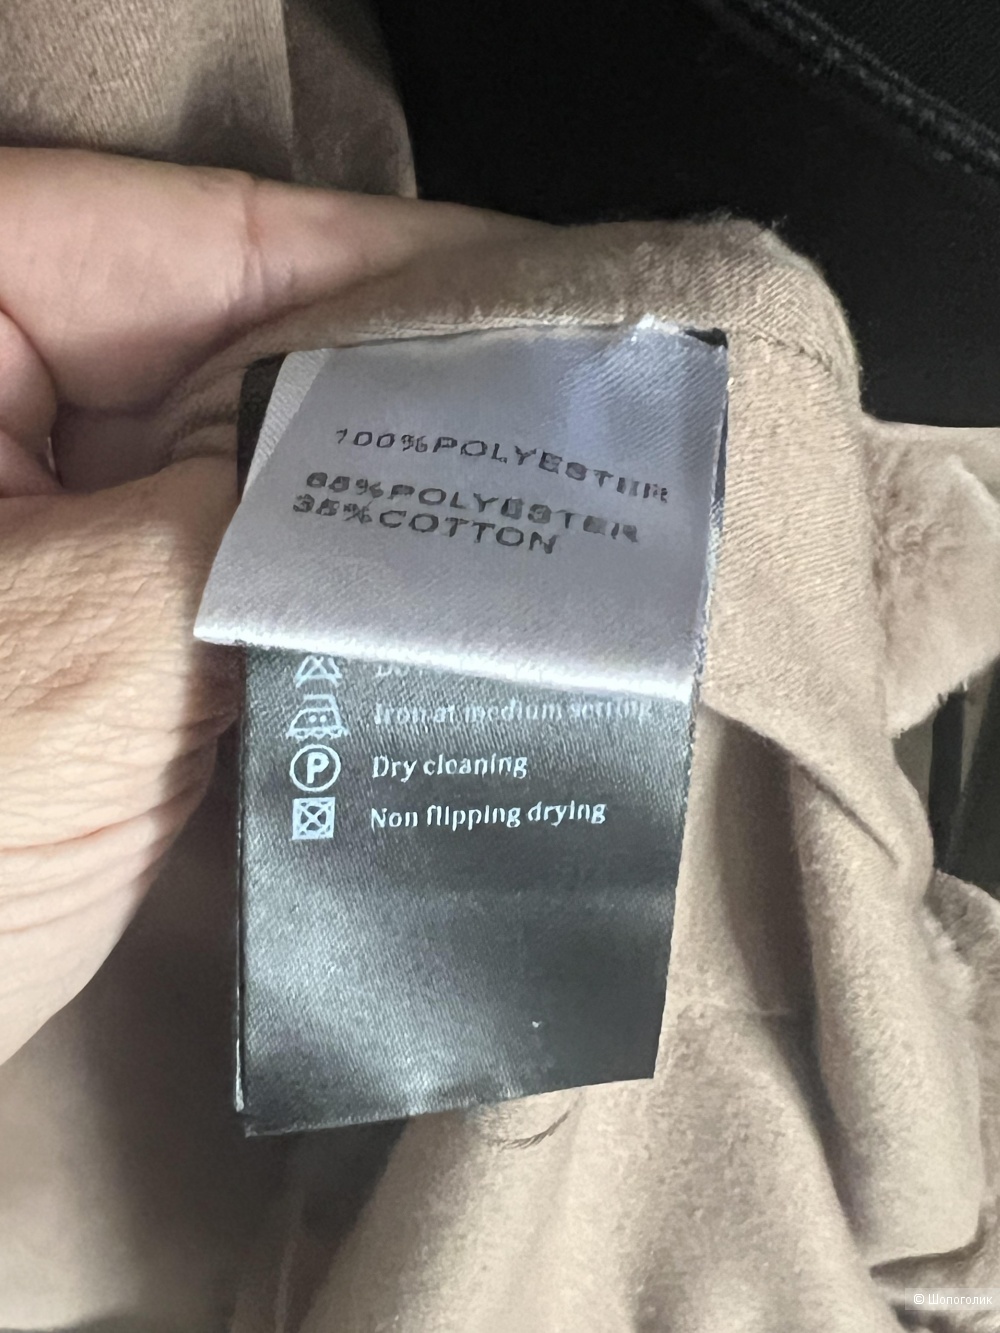 100%POLYESTER
65%POLYESTER
35%COTTON
Iron at medium setting
P
Dry cleaning
Non flipping drying
© Шопоголик